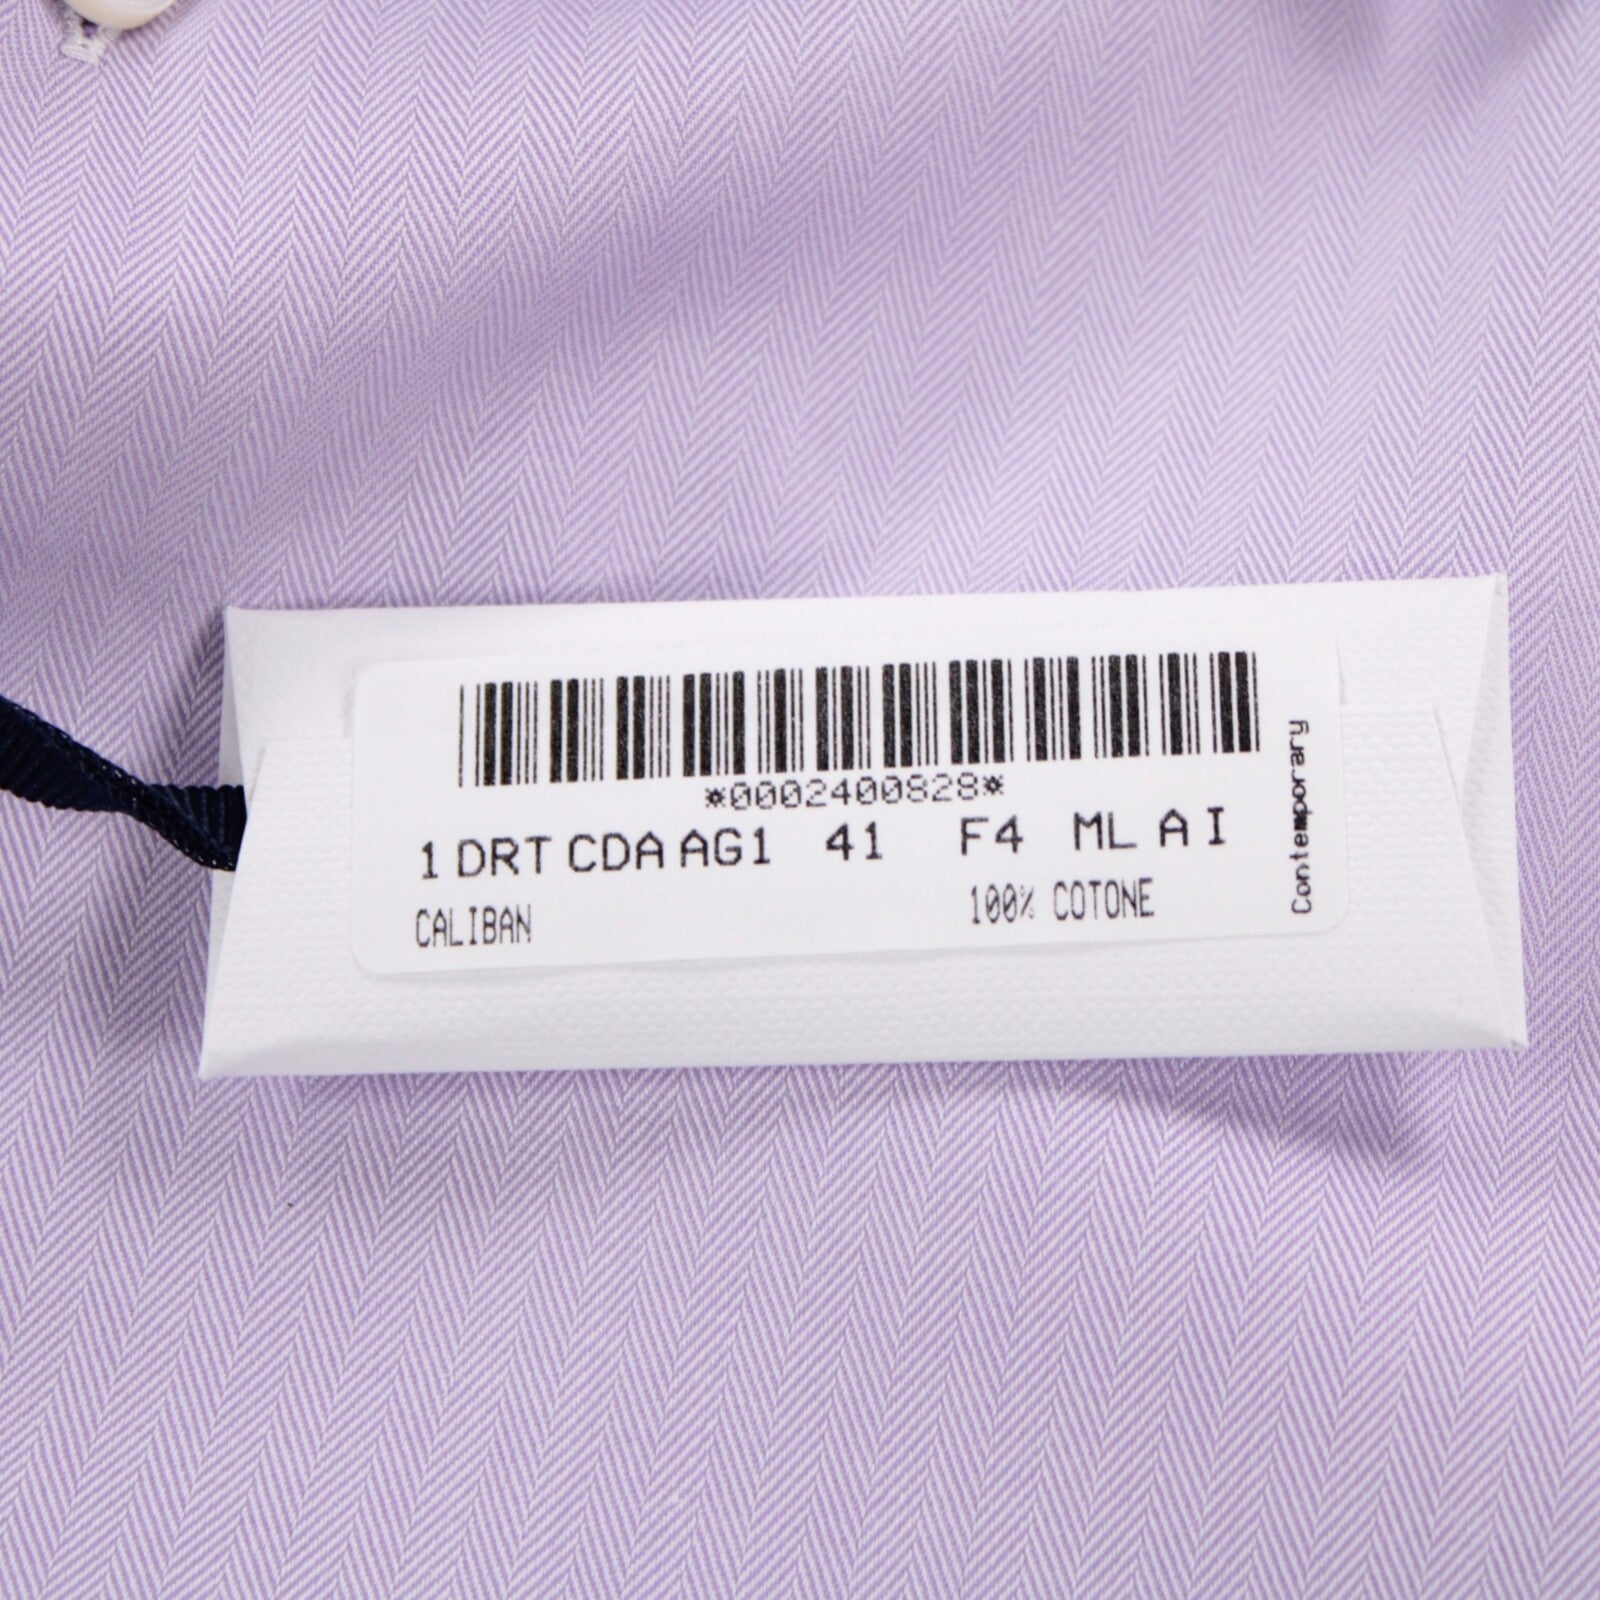 *0002400828*
1 DRT CDA AG1 41 F4 ML A I
CALIBAN 100% COTONE
Contemporary